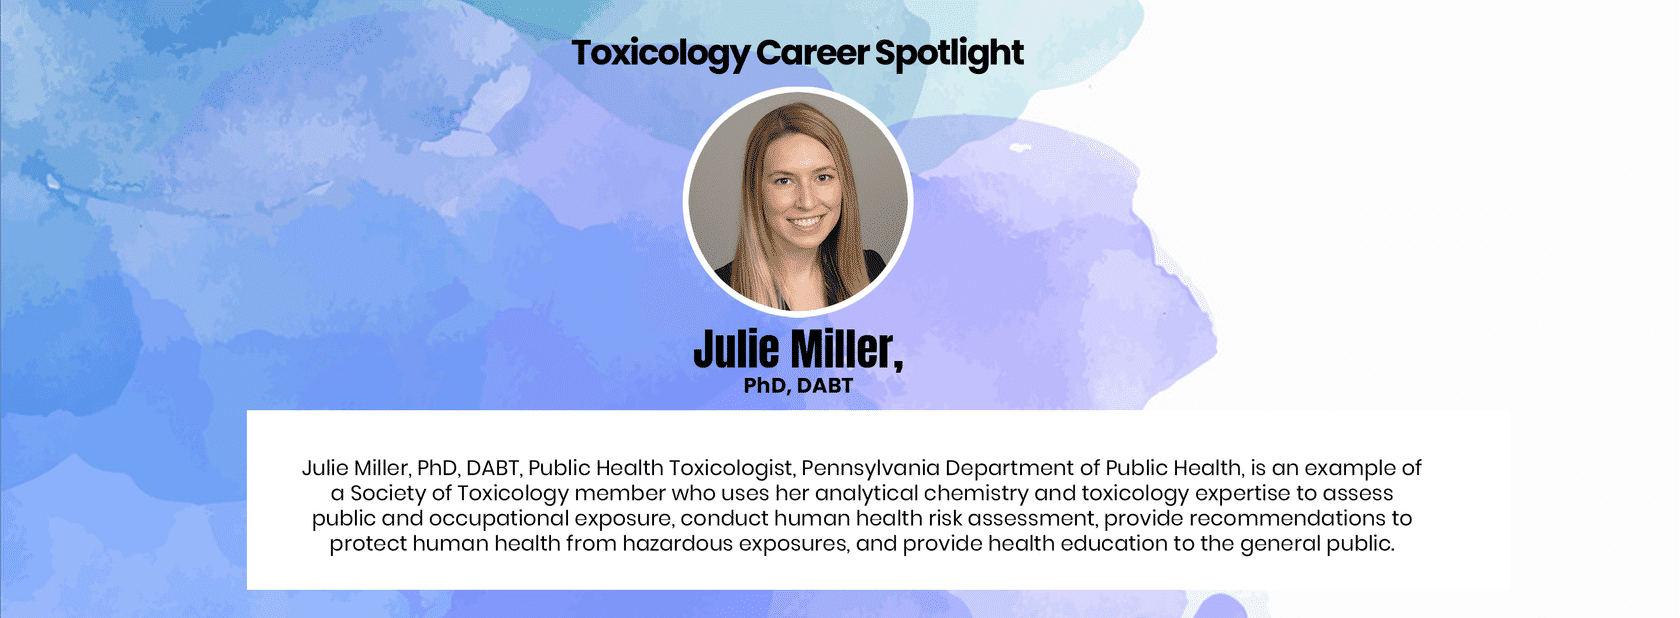 Toxicology Career Spotlight
Julie Miller,
PhD, DABT
Julie Miller, PhD, DABT, Public Health Toxicologist, Pennsylvania Department of Public Health, is an example of
a Society of Toxicology member who uses her analytical chemistry and toxicology expertise to assess
public and occupational exposure, conduct human health risk assessment, provide recommendations to
protect human health from hazardous exposures, and provide health education to the general public.